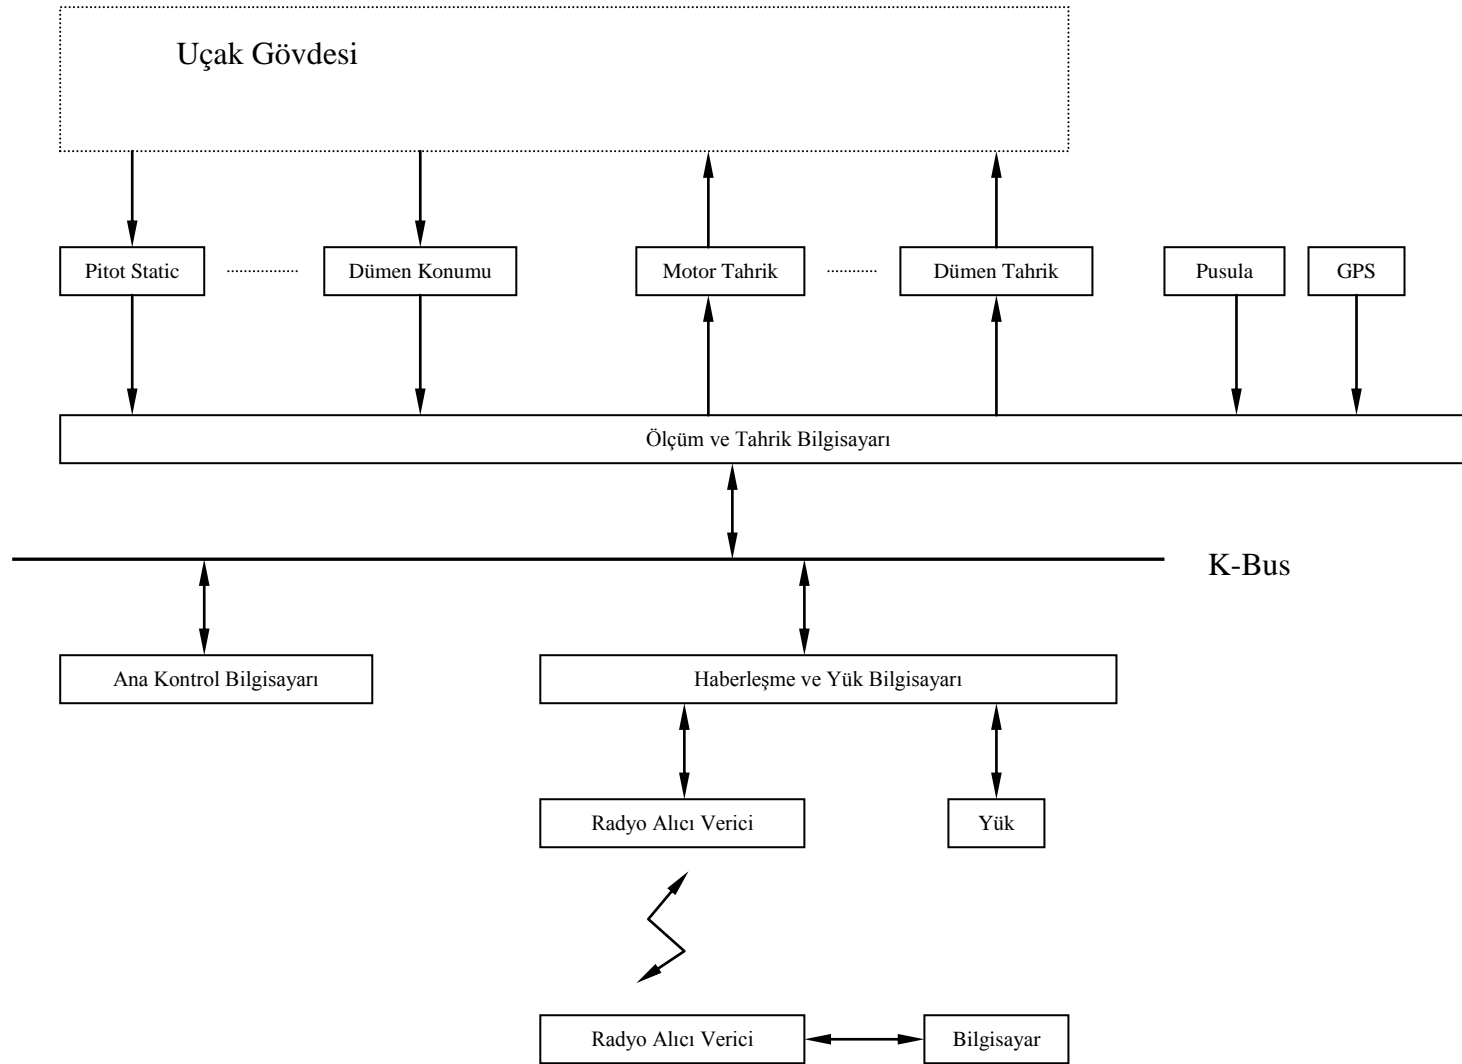 Uçak Gövdesi
Pitot Static
Dümen Konumu
Motor Tahrik
Dümen Tahrik
Pusula
GPS
Ölçüm ve Tahrik Bilgisayarı
K-Bus
Ana Kontrol Bilgisayarı
Haberleşme ve Yük Bilgisayarı
Radyo Alıcı Verici
Yük
Radyo Alıcı Verici
Bilgisayar